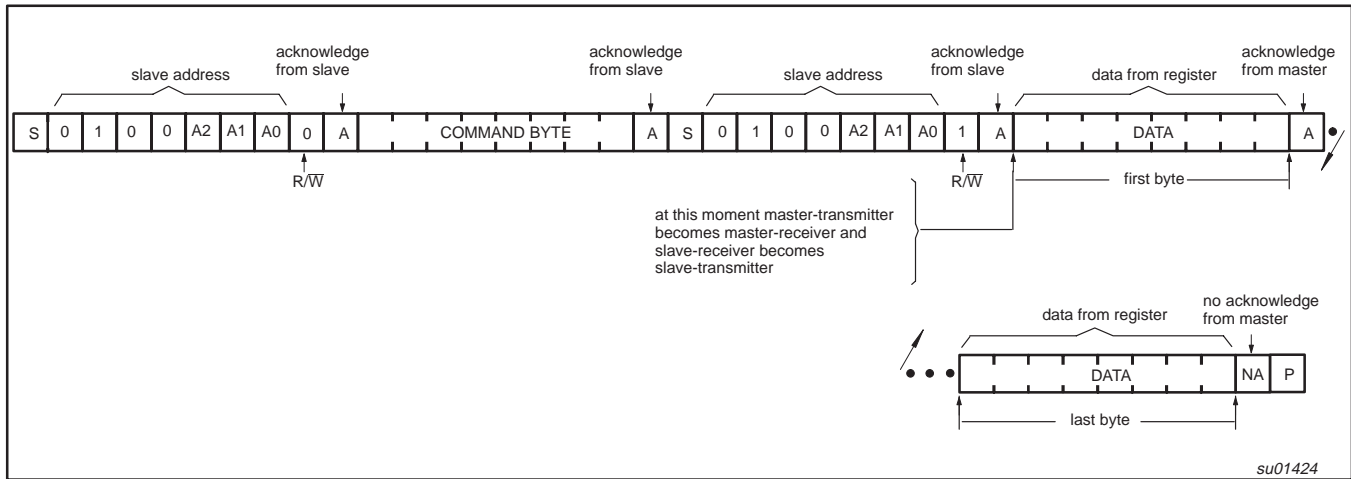 acknowledge
from slave
acknowledge
from slave
acknowledge
from slave
acknowledge
from master
slave address
slave address
data from register
S 0 1 0 0 A2 A1 A0 0 A COMMAND BYTE A S 0 1 0 0 A2 A1 A0 1 A DATA A
R/W̅
R/W̅
first byte
at this moment master-transmitter
becomes master-receiver and
slave-receiver becomes
slave-transmitter
data from register
no acknowledge
from master
DATA NA P
last byte
su01424